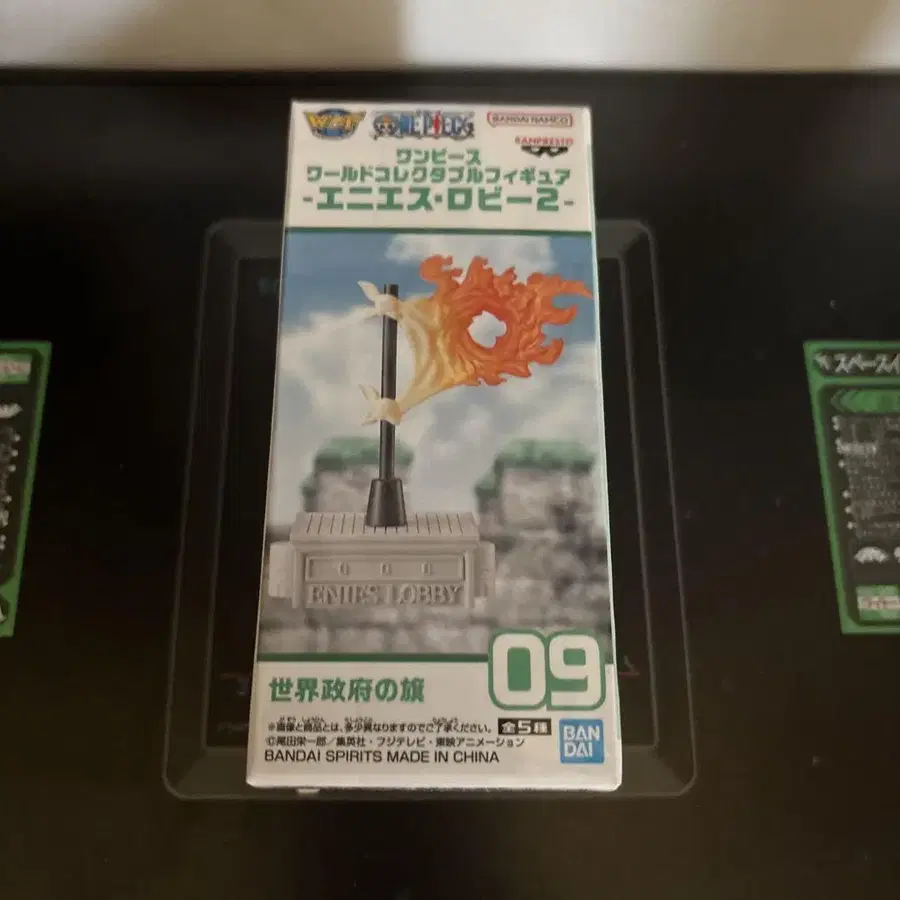 WCF
ONE PIECE
BANDAI NAMCO
BANPRESTO
ワンピース
ワールドコレクタブルフィギュア
-エニエス・ロビー2-
ENIES LOBBY
09
世界政府の旗
※画像と商品とは、多少異なりますのでご了承ください。
全5種
BANDAI
©尾田栄一郎/集英社・フジテレビ・東映アニメーション
BANDAI SPIRITS MADE IN CHINA